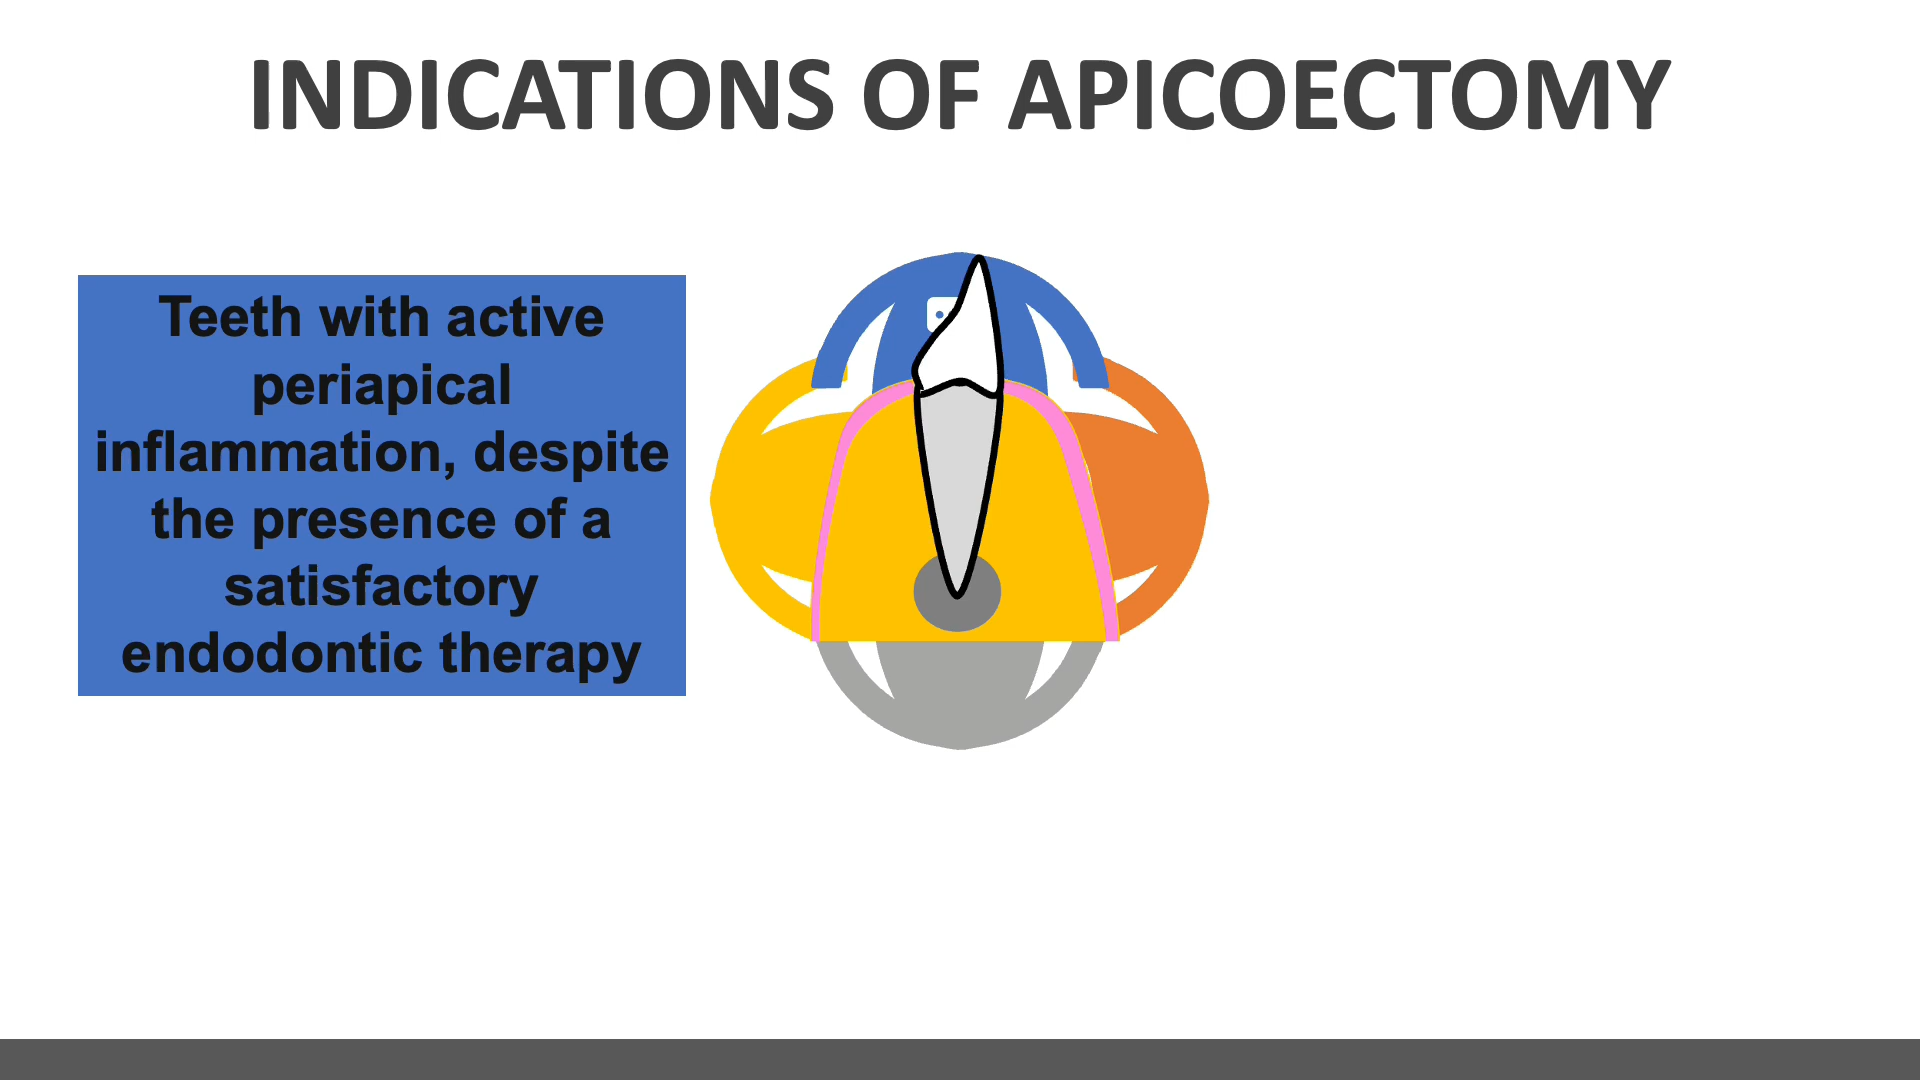 INDICATIONS OF APICOECTOMY
Teeth with active
periapical
inflammation, despite
the presence of a
satisfactory
endodontic therapy